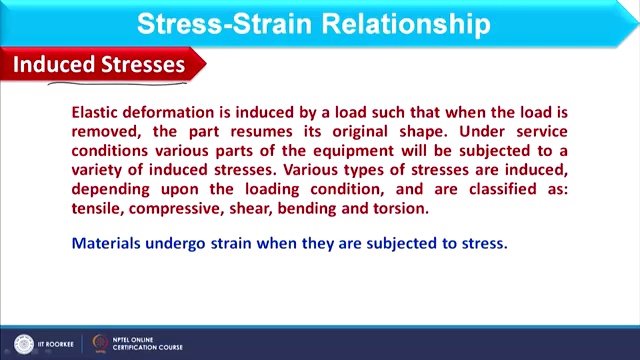 Stress-Strain Relationship
Induced Stresses
Elastic deformation is induced by a load such that when the load is
removed, the part resumes its original shape. Under service
conditions various parts of the equipment will be subjected to a
variety of induced stresses. Various types of stresses are induced,
depending upon the loading condition, and are classified as:
tensile, compressive, shear, bending and torsion.
Materials undergo strain when they are subjected to stress.
IIT ROORKEE
NPTEL ONLINE
CERTIFICATION COURSE